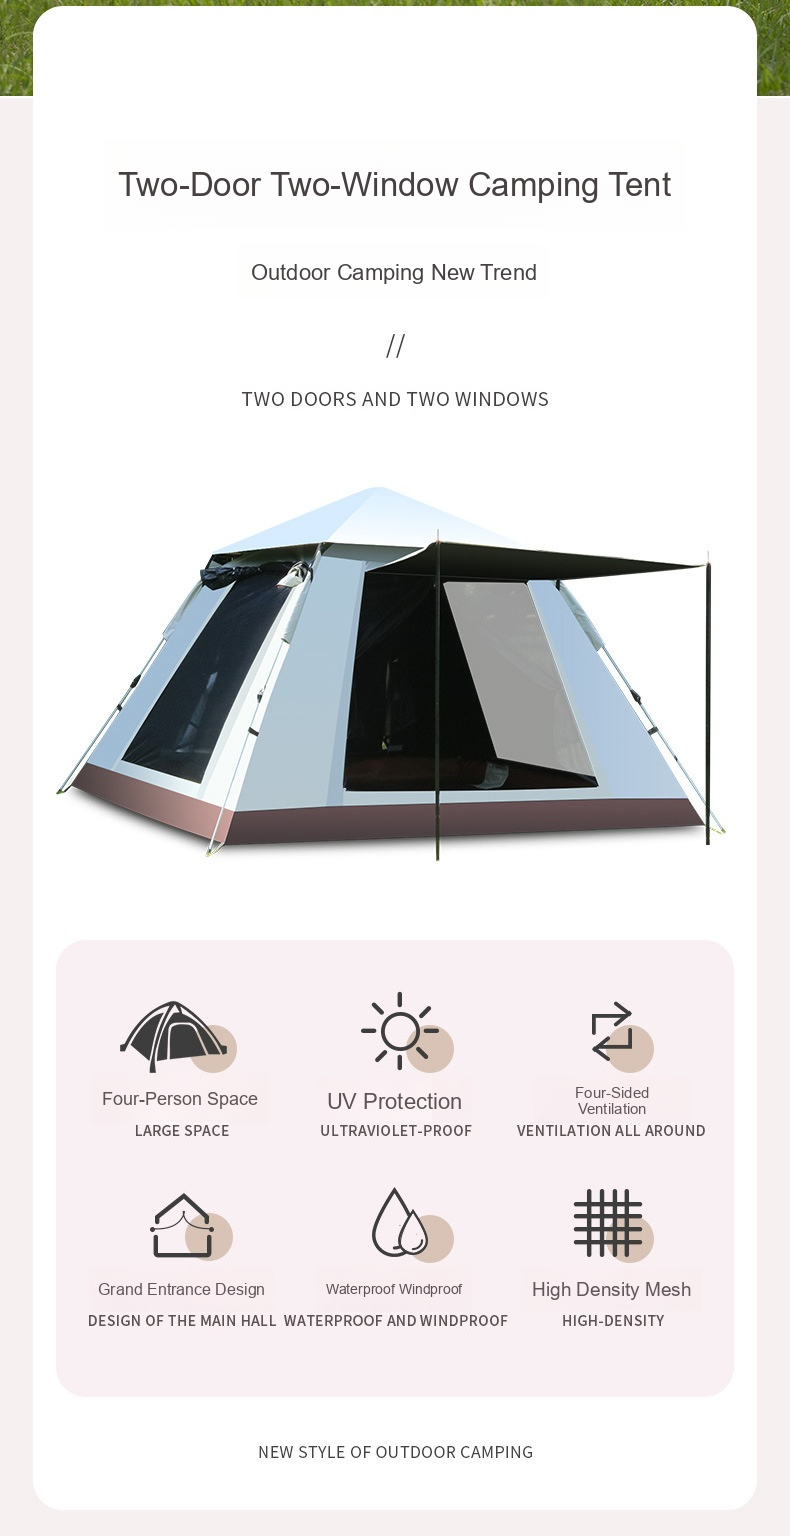 Two-Door Two-Window Camping Tent
Outdoor Camping New Trend
//
TWO DOORS AND TWO WINDOWS
Four-Person Space
LARGE SPACE
UV Protection
ULTRAVIOLET-PROOF
Four-Sided
Ventilation
VENTILATION ALL AROUND
Grand Entrance Design
DESIGN OF THE MAIN HALL
Waterproof Windproof
WATERPROOF AND WINDPROOF
High Density Mesh
HIGH-DENSITY
NEW STYLE OF OUTDOOR CAMPING